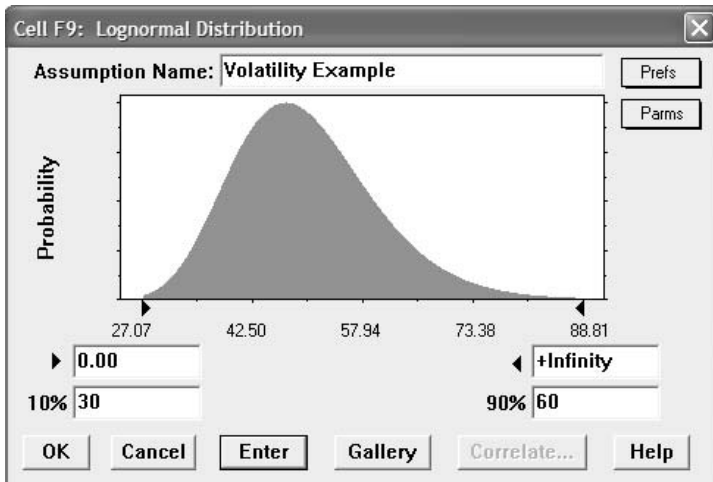 Cell F9: Lognormal Distribution
Assumption Name: Volatility Example
Prefs
Parms
Probability
27.07 42.50 57.94 73.38 88.81
0.00 +Infinity
10% 30 90% 60
OK Cancel Enter Gallery Correlate... Help